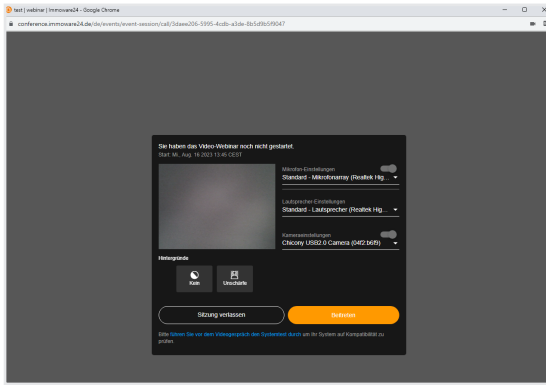 test | webinar | Immoware24 - Google Chrome
conference.immoware24.de/de/events/event-session/call/3daee206-5995-4cdb-a3de-8b5d9b5f9047
Sie haben das Video-Webinar noch nicht gestartet.
Start: Mi., Aug. 16 2023 13:45 CEST
Mikrofon-Einstellungen
Standard - Mikrofonarray (Realtek Hig...
Lautsprecher-Einstellungen
Standard - Lautsprecher (Realtek Hig...
Kameraeinstellungen
Chicony USB2.0 Camera (04f2:b6f9)
Hintergründe
Kein
Unschärfe
Sitzung verlassen
Beitreten
Bitte führen Sie vor dem Videogespräch den Systemtest durch um Ihr System auf Kompatibilität zu
prüfen